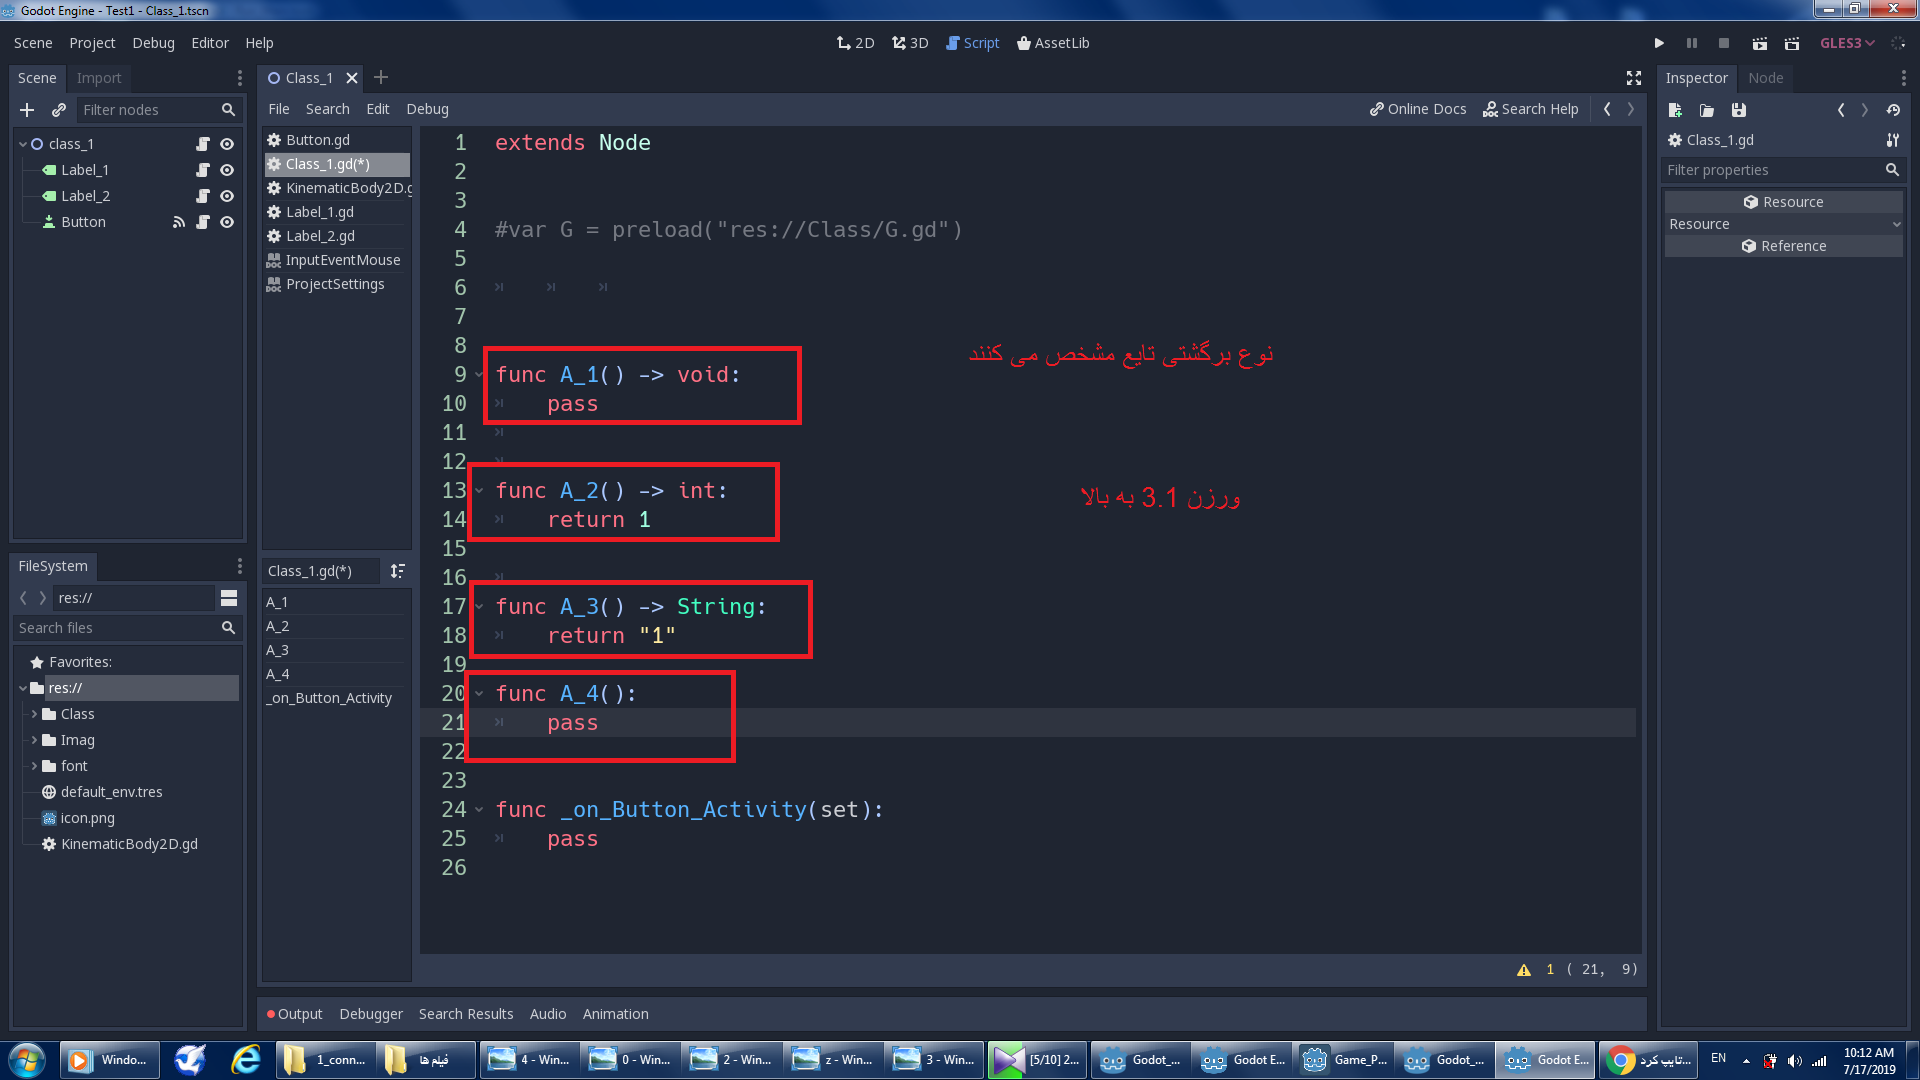 Godot Engine - Test1 - Class_1.tscn
Scene Project Debug Editor Help
2D 3D Script AssetLib
GLES3
Scene Import
Filter nodes
class_1
Label_1
Label_2
Button
FileSystem
res://
Search files
Favorites:
res://
Class
Imag
font
default_env.tres
icon.png
KinematicBody2D.gd
Class_1
File Search Edit Debug
Online Docs Search Help
Button.gd
Class_1.gd(*)
KinematicBody2D.g
Label_1.gd
Label_2.gd
InputEventMouse
ProjectSettings
Class_1.gd(*)
A_1
A_2
A_3
A_4
_on_Button_Activity
1 extends Node
2
3
4 #var G = preload("res://Class/G.gd")
5
6
7
8
نوع برگشتی تایع مشخص می کنند
9 func A_1() -> void:
10 pass
11
12
13 func A_2() -> int:
ورزن 3.1 به بالا
14 return 1
15
16
17 func A_3() -> String:
18 return "1"
19
20 func A_4():
21 pass
22
23
24 func _on_Button_Activity(set):
25 pass
26
1 ( 21, 9)
Output Debugger Search Results Audio Animation
Inspector Node
Class_1.gd
Filter properties
Resource
Resource
Reference
Windo...
1_conn...
فیلم ها
4 - Win...
0 - Win...
2 - Win...
z - Win...
3 - Win...
[5/10] 2...
Godot_...
Godot E...
Game_P...
Godot_...
Godot E...
تایپ کرد...
EN
10:12 AM
7/17/2019